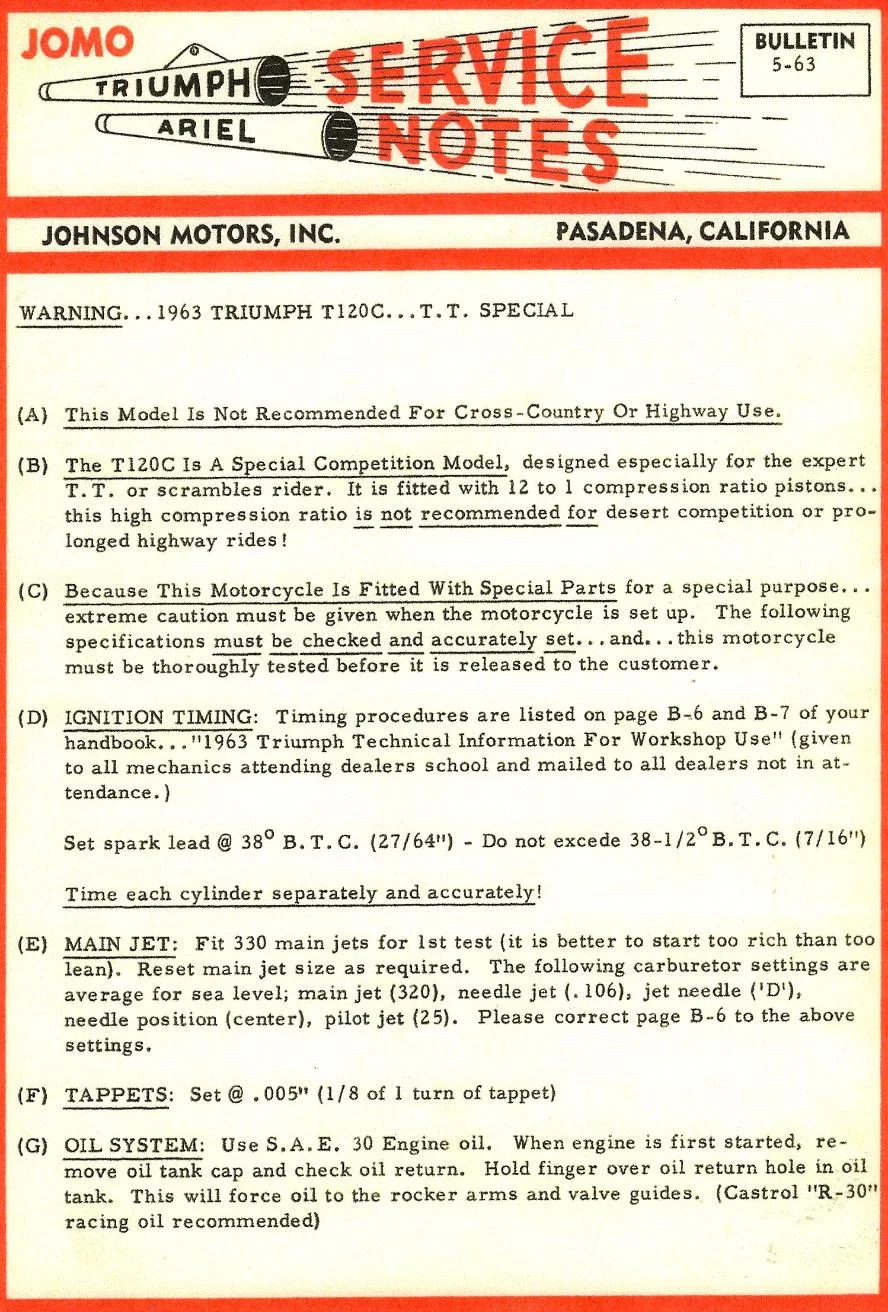 JOMO
TRIUMPH
ARIEL
SERVICE
NOTES
BULLETIN
5-63
JOHNSON MOTORS, INC. PASADENA, CALIFORNIA
WARNING...1963 TRIUMPH T120C...T.T. SPECIAL
(A) This Model Is Not Recommended For Cross-Country Or Highway Use.
(B) The T120C Is A Special Competition Model, designed especially for the expert
T.T. or scrambles rider. It is fitted with 12 to 1 compression ratio pistons...
this high compression ratio is not recommended for desert competition or pro-
longed highway rides!
(C) Because This Motorcycle Is Fitted With Special Parts for a special purpose...
extreme caution must be given when the motorcycle is set up. The following
specifications must be checked and accurately set...and...this motorcycle
must be thoroughly tested before it is released to the customer.
(D) IGNITION TIMING: Timing procedures are listed on page B-6 and B-7 of your
handbook..."1963 Triumph Technical Information For Workshop Use" (given
to all mechanics attending dealers school and mailed to all dealers not in at-
tendance.)
Set spark lead @ 38° B.T.C. (27/64") - Do not excede 38-1/2° B.T.C. (7/16")
Time each cylinder separately and accurately!
(E) MAIN JET: Fit 330 main jets for 1st test (it is better to start too rich than too
lean). Reset main jet size as required. The following carburetor settings are
average for sea level; main jet (320), needle jet (.106), jet needle ('D'),
needle position (center), pilot jet (25). Please correct page B-6 to the above
settings.
(F) TAPPETS: Set @ .005" (1/8 of 1 turn of tappet)
(G) OIL SYSTEM: Use S.A.E. 30 Engine oil. When engine is first started, re-
move oil tank cap and check oil return. Hold finger over oil return hole in oil
tank. This will force oil to the rocker arms and valve guides. (Castrol "R-30"
racing oil recommended)